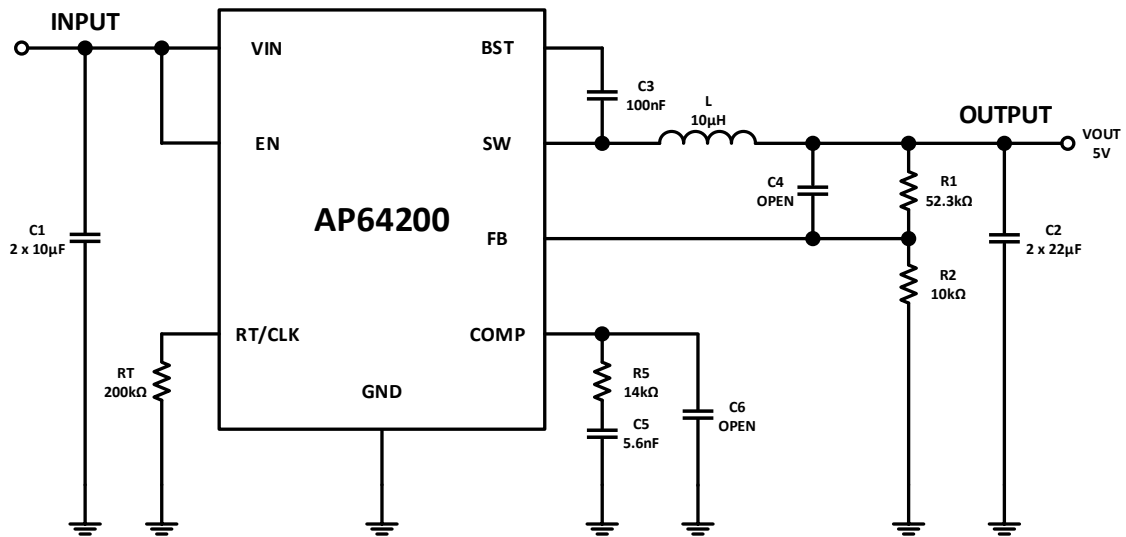 INPUT
VIN
BST
C3
100nF
L
10µH
OUTPUT
VOUT
5V
EN
SW
C4
OPEN
R1
52.3kΩ
AP64200
C1
2 x 10µF
FB
C2
2 x 22µF
R2
10kΩ
RT/CLK
COMP
RT
200kΩ
R5
14kΩ
GND
C6
OPEN
C5
5.6nF